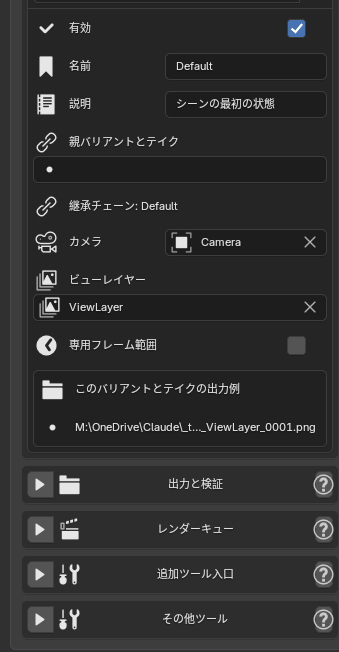 有効
名前 Default
説明 シーンの最初の状態
親バリアントとテイク
継承チェーン: Default
カメラ Camera
ビューレイヤー
ViewLayer
専用フレーム範囲
このバリアントとテイクの出力例
M:\OneDrive\Claude\_t..._ViewLayer_0001.png
出力と検証 ?
レンダーキュー ?
追加ツール入口 ?
その他ツール ?